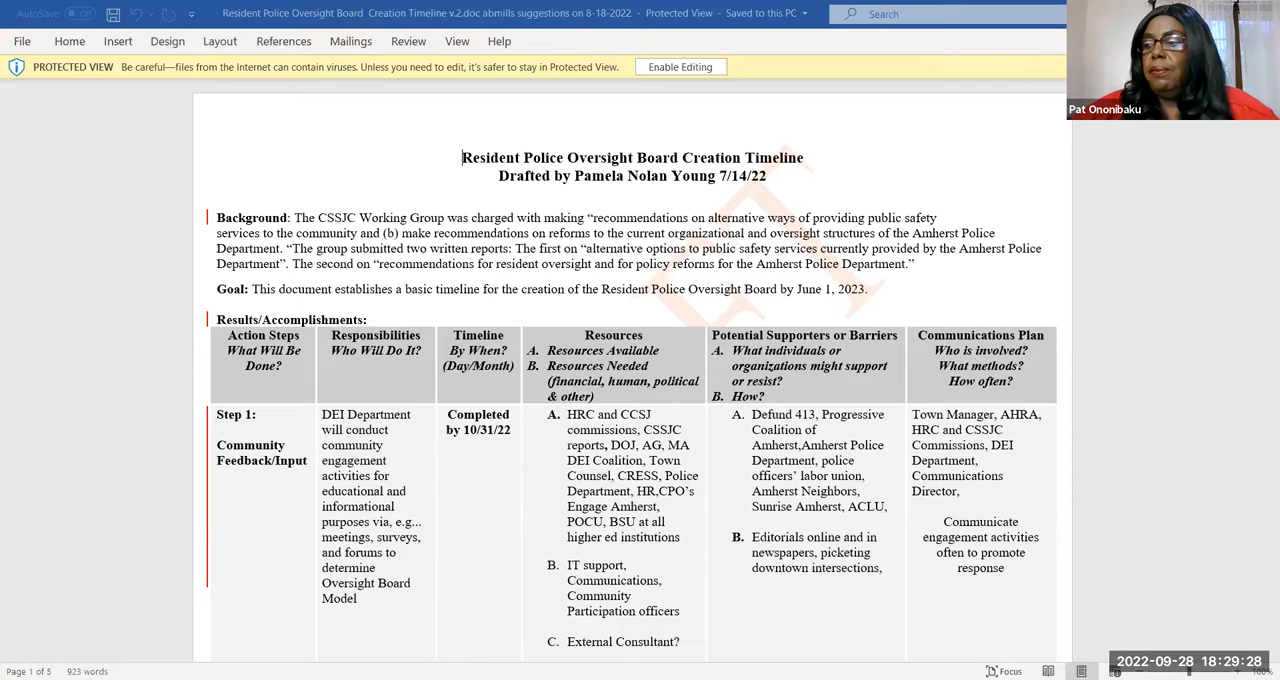 AutoSave Off
Resident Police Oversight Board Creation Timeline v.2.doc abmills suggestions on 8-18-2022 - Protected View - Saved to this PC
Search
File Home Insert Design Layout References Mailings Review View Help
PROTECTED VIEW Be careful—files from the Internet can contain viruses. Unless you need to edit, it's safer to stay in Protected View. Enable Editing
Pat Ononibaku
Resident Police Oversight Board Creation Timeline
Drafted by Pamela Nolan Young 7/14/22
Background: The CSSJC Working Group was charged with making “recommendations on alternative ways of providing public safety
services to the community and (b) make recommendations on reforms to the current organizational and oversight structures of the Amherst Police
Department. “The group submitted two written reports: The first on “alternative options to public safety services currently provided by the Amherst Police
Department”. The second on “recommendations for resident oversight and for policy reforms for the Amherst Police Department.”
Goal: This document establishes a basic timeline for the creation of the Resident Police Oversight Board by June 1, 2023.
Results/Accomplishments:
Action Steps
What Will Be
Done?
Responsibilities
Who Will Do It?
Timeline
By When?
(Day/Month)
Resources
A. Resources Available
B. Resources Needed
(financial, human, political
& other)
Potential Supporters or Barriers
A. What individuals or
organizations might support
or resist?
B. How?
Communications Plan
Who is involved?
What methods?
How often?
Step 1:
Community
Feedback/Input
DEI Department
will conduct
community
engagement
activities for
educational and
informational
purposes via, e.g...
meetings, surveys,
and forums to
determine
Oversight Board
Model
Completed
by 10/31/22
A. HRC and CCSJ
commissions, CSSJC
reports, DOJ, AG, MA
DEI Coalition, Town
Counsel, CRESS, Police
Department, HR,CPO’s
Engage Amherst,
POCU, BSU at all
higher ed institutions
B. IT support,
Communications,
Community
Participation officers
C. External Consultant?
A. Defund 413, Progressive
Coalition of
Amherst,Amherst Police
Department, police
officers’ labor union,
Amherst Neighbors,
Sunrise Amherst, ACLU,
B. Editorials online and in
newspapers, picketing
downtown intersections,
Town Manager, AHRA,
HRC and CSSJC
Commissions, DEI
Department,
Communications
Director,
Communicate
engagement activities
often to promote
response
Page 1 of 5 923 words
Focus
2022-09-28 18:29:28